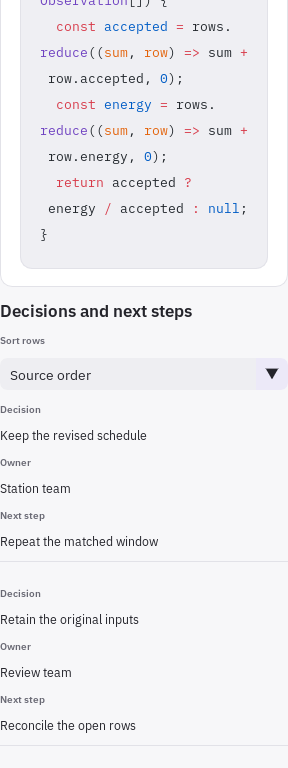 Observation[]) {
const accepted = rows.
reduce((sum, row) => sum +
row.accepted, 0);
const energy = rows.
reduce((sum, row) => sum +
row.energy, 0);
return accepted ?
energy / accepted : null;
}
Decisions and next steps
Sort rows
Source order
Decision
Keep the revised schedule
Owner
Station team
Next step
Repeat the matched window
Decision
Retain the original inputs
Owner
Review team
Next step
Reconcile the open rows